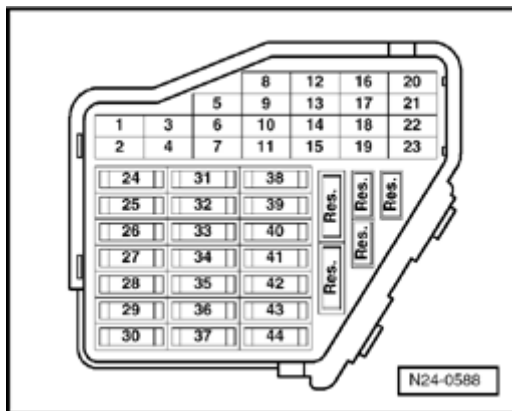 8 12 16 20
5 9 13 17 21
1 3 6 10 14 18 22
2 4 7 11 15 19 23
24 31 38
25 32 39
26 33 40
27 34 41
28 35 42
29 36 43
30 37 44
Res. Res. Res.
Res. Res.
N24-0588